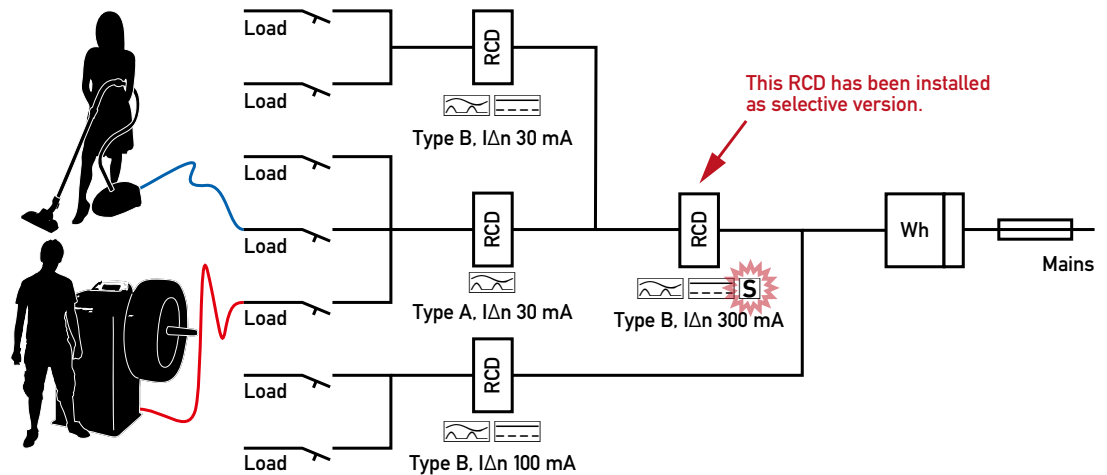 Load
RCD
Load
This RCD has been installed
as selective version.
Type B, IΔn 30 mA
Load
Load
RCD
RCD
Wh
Mains
S
Load
Type A, IΔn 30 mA
Type B, IΔn 300 mA
Load
RCD
Load
Type B, IΔn 100 mA